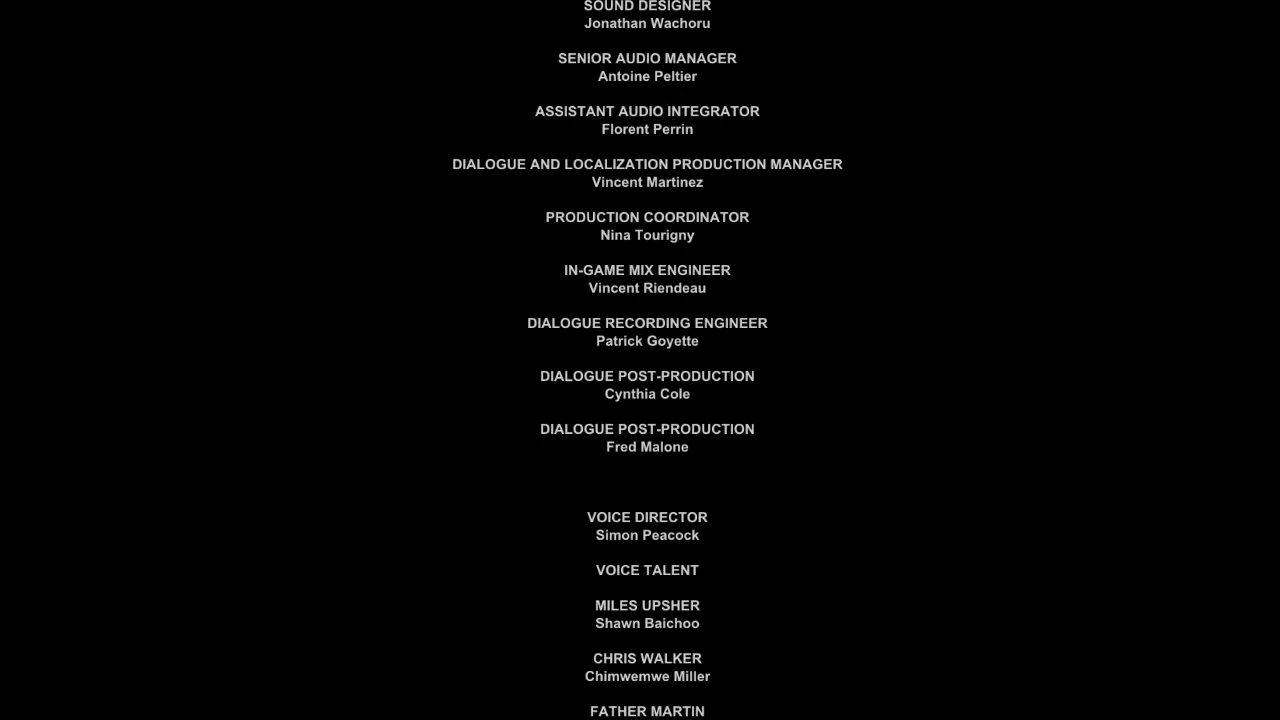 SOUND DESIGNER
Jonathan Wachoru
SENIOR AUDIO MANAGER
Antoine Peltier
ASSISTANT AUDIO INTEGRATOR
Florent Perrin
DIALOGUE AND LOCALIZATION PRODUCTION MANAGER
Vincent Martinez
PRODUCTION COORDINATOR
Nina Tourigny
IN-GAME MIX ENGINEER
Vincent Riendeau
DIALOGUE RECORDING ENGINEER
Patrick Goyette
DIALOGUE POST-PRODUCTION
Cynthia Cole
DIALOGUE POST-PRODUCTION
Fred Malone
VOICE DIRECTOR
Simon Peacock
VOICE TALENT
MILES UPSHER
Shawn Baichoo
CHRIS WALKER
Chimwemwe Miller
FATHER MARTIN